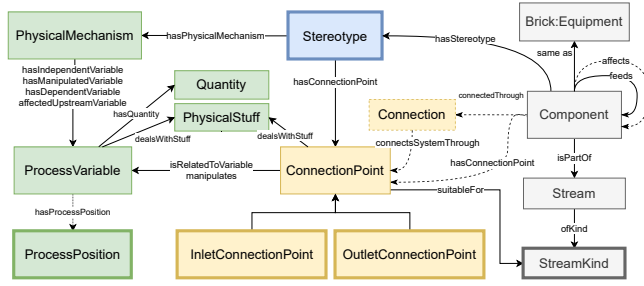 PhysicalMechanism
hasPhysicalMechanism
Stereotype
hasStereotype
Brick:Equipment
same as
affects
feeds
hasIndependentVariable
hasManipulatedVariable
hasDependentVariable
affectedUpstreamVariable
Quantity
hasQuantity
PhysicalStuff
dealsWithStuff
dealsWithStuff
hasConnectionPoint
Connection
connectedThrough
connectsSystemThrough
Component
hasConnectionPoint
isPartOf
ProcessVariable
isRelatedToVariable
manipulates
ConnectionPoint
suitableFor
Stream
hasProcessPosition
ofKind
ProcessPosition
InletConnectionPoint
OutletConnectionPoint
StreamKind